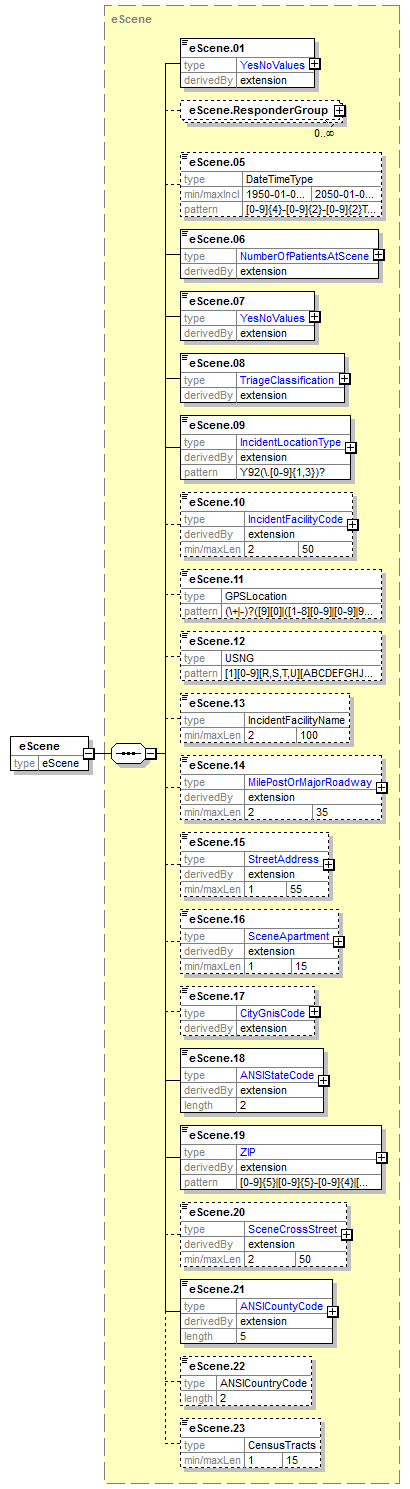 eScene
eScene.01
type YesNoValues
derivedBy extension
eScene.ResponderGroup
0..∞
eScene.05
type DateTimeType
min/maxIncl 1950-01-0... 2050-01-0...
pattern [0-9]{4}-[0-9]{2}-[0-9]{2}T...
eScene.06
type NumberOfPatientsAtScene
derivedBy extension
eScene.07
type YesNoValues
derivedBy extension
eScene.08
type TriageClassification
derivedBy extension
eScene.09
type IncidentLocationType
derivedBy extension
pattern Y92(\.[0-9]{1,3})?
eScene.10
type IncidentFacilityCode
derivedBy extension
min/maxLen 2 50
eScene.11
type GPSLocation
pattern (\+|-)?([9][0]|([1-8][0-9]|[0-9]|9...
eScene.12
type USNG
pattern [1][0-9][R,S,T,U][ABCDEFGHJ...
eScene.13
type IncidentFacilityName
min/maxLen 2 100
eScene
type eScene
eScene.14
type MilePostOrMajorRoadway
derivedBy extension
min/maxLen 2 35
eScene.15
type StreetAddress
derivedBy extension
min/maxLen 1 55
eScene.16
type SceneApartment
derivedBy extension
min/maxLen 1 15
eScene.17
type CityGnisCode
derivedBy extension
eScene.18
type ANSIStateCode
derivedBy extension
length 2
eScene.19
type ZIP
derivedBy extension
pattern [0-9]{5}|[0-9]{5}-[0-9]{4}|[...
eScene.20
type SceneCrossStreet
derivedBy extension
min/maxLen 2 50
eScene.21
type ANSICountyCode
derivedBy extension
length 5
eScene.22
type ANSICountryCode
length 2
eScene.23
type CensusTracts
min/maxLen 1 15